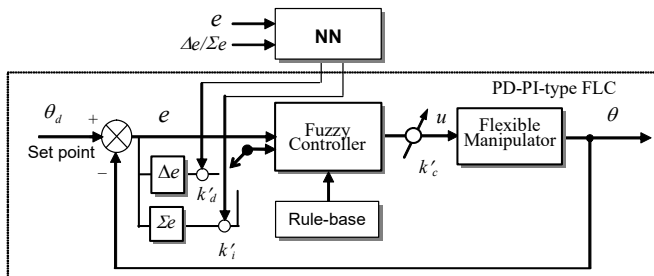 e
Δe/Σe
NN
PD-PI-type FLC
θd
+
e
Set point
−
Δe
k′d
Σe
k′i
Fuzzy
Controller
Rule-base
u
k′c
Flexible
Manipulator
θ